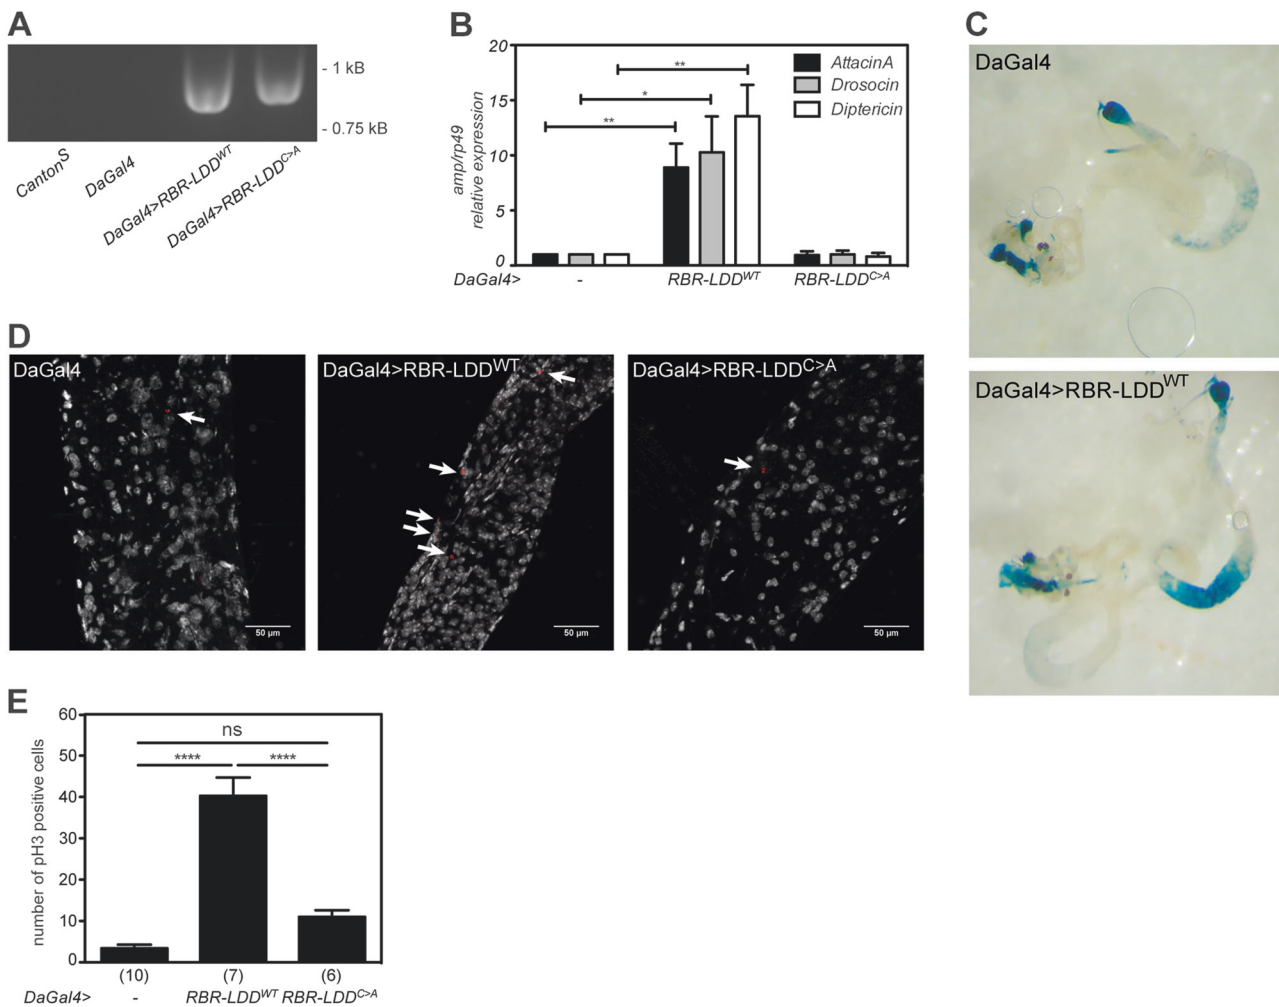 A
- 1 kB
- 0.75 kB
Canton^S
DaGal4
DaGal4>RBR-LDD^WT
DaGal4>RBR-LDD^C>A
B
20
15
10
5
0
amp/rp49
relative expression
**
*
**
AttacinA
Drosocin
Diptericin
DaGal4>
-
RBR-LDD^WT
RBR-LDD^C>A
C
DaGal4
DaGal4>RBR-LDD^WT
D
DaGal4
50 µm
DaGal4>RBR-LDD^WT
50 µm
DaGal4>RBR-LDD^C>A
50 µm
E
60
50
40
30
20
10
0
number of pH3 positive cells
ns
**** ****
(10) (7) (6)
DaGal4> - RBR-LDD^WT RBR-LDD^C>A